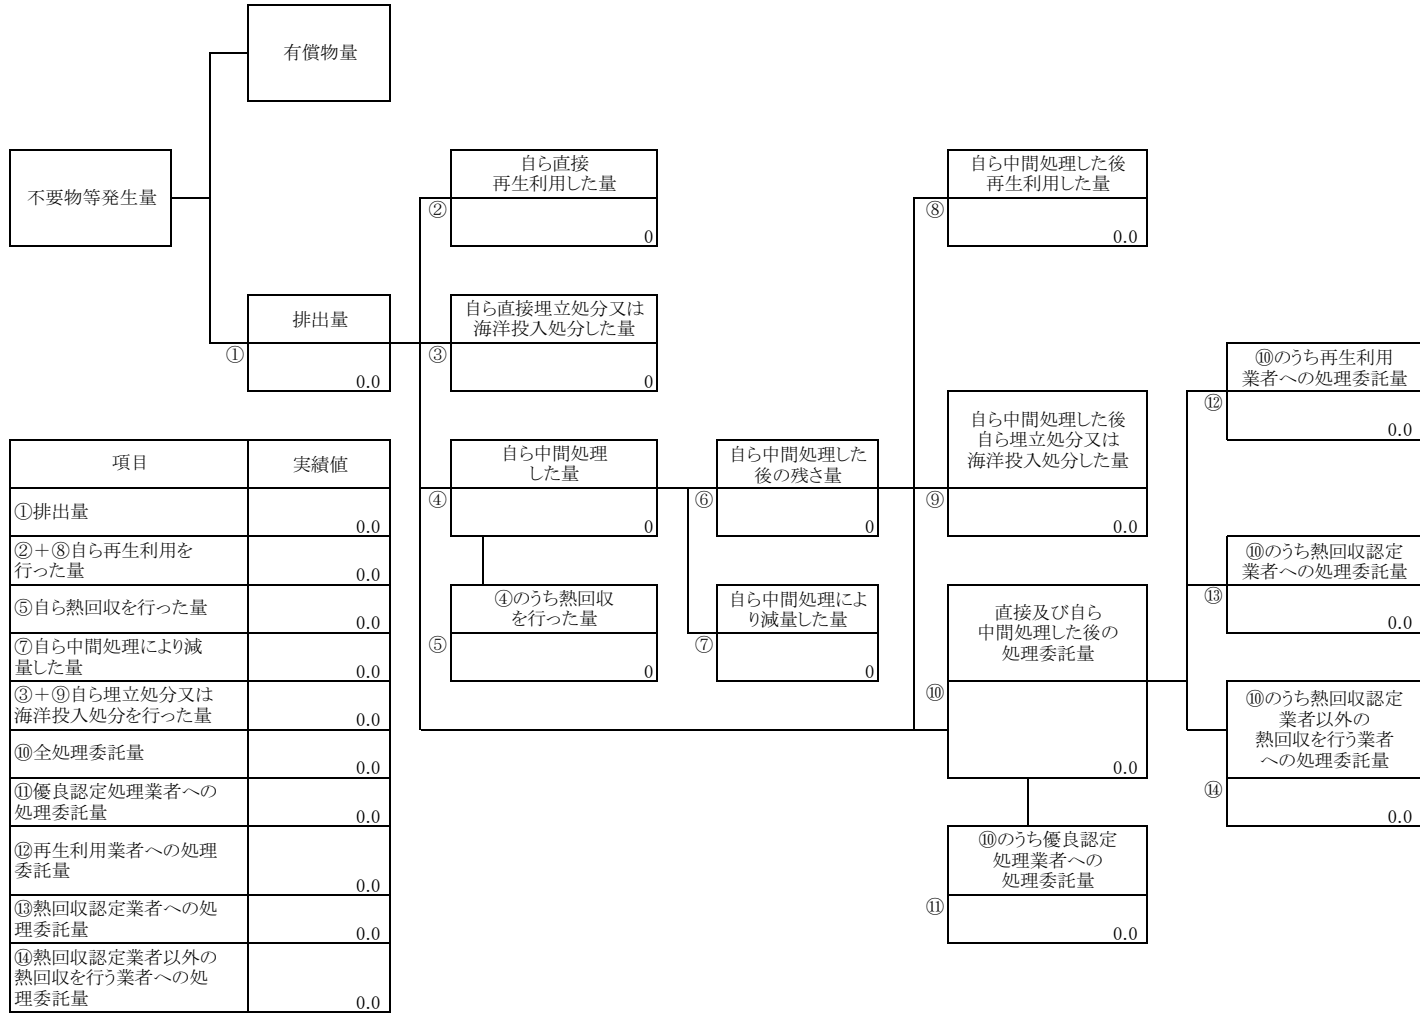 有償物量
不要物等発生量
自ら直接
再生利用した量
②
0
自ら中間処理した後
再生利用した量
⑧
0.0
排出量
①
0.0
自ら直接埋立処分又は
海洋投入処分した量
③
0
⑩のうち再生利用
業者への処理委託量
⑫
0.0
自ら中間処理
した量
④
0
自ら中間処理した
後の残さ量
⑥
0
自ら中間処理した後
自ら埋立処分又は
海洋投入処分した量
⑨
0.0
⑩のうち熱回収認定
業者への処理委託量
⑬
0.0
④のうち熱回収
を行った量
⑤
0
自ら中間処理によ
り減量した量
⑦
0
直接及び自ら
中間処理した後の
処理委託量
⑩
0.0
⑩のうち熱回収認定
業者以外の
熱回収を行う業者
への処理委託量
⑭
0.0
⑩のうち優良認定
処理業者への
処理委託量
⑪
0.0
項目
実績値
①排出量
0.0
②＋⑧自ら再生利用を
行った量
0.0
⑤自ら熱回収を行った量
0.0
⑦自ら中間処理により減
量した量
0.0
③＋⑨自ら埋立処分又は
海洋投入処分を行った量
0.0
⑩全処理委託量
0.0
⑪優良認定処理業者への
処理委託量
0.0
⑫再生利用業者への処理
委託量
0.0
⑬熱回収認定業者への処
理委託量
0.0
⑭熱回収認定業者以外の
熱回収を行う業者への処
理委託量
0.0